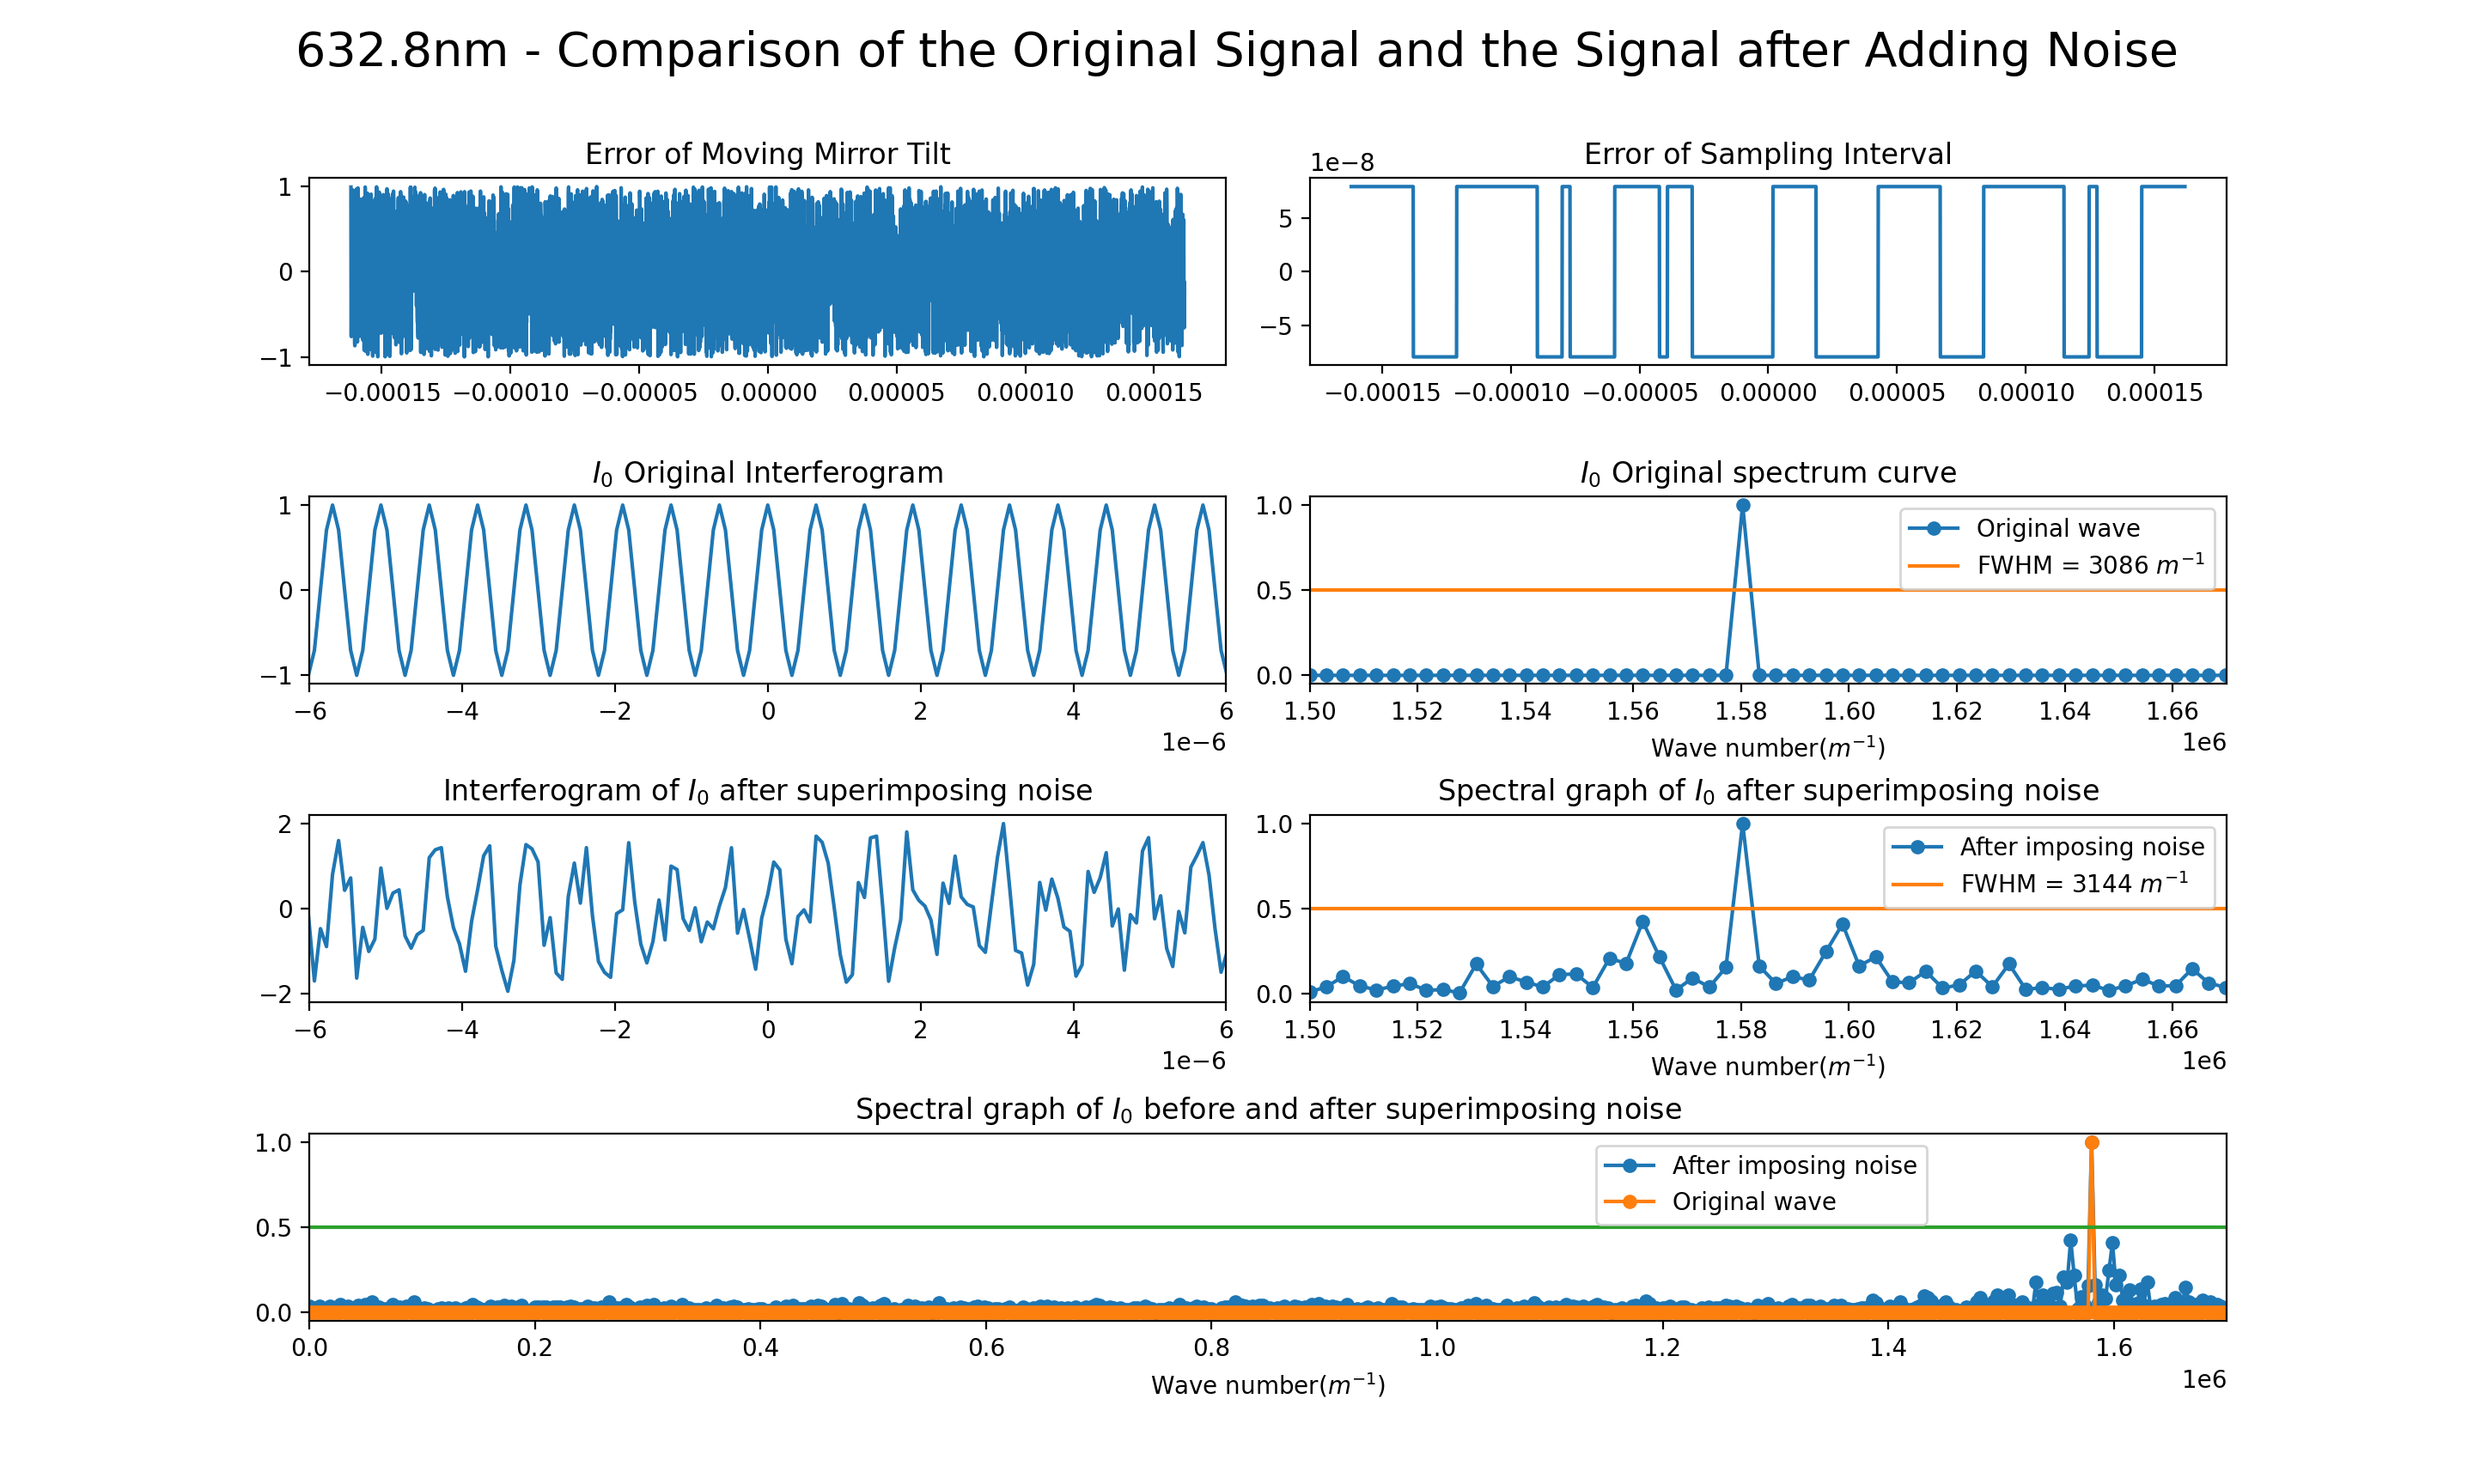 632.8nm - Comparison of the Original Signal and the Signal after Adding Noise
Error of Moving Mirror Tilt
1
0
−1
−0.00015 −0.00010 −0.00005 0.00000 0.00005 0.00010 0.00015
Error of Sampling Interval
1e−8
5
0
−5
−0.00015 −0.00010 −0.00005 0.00000 0.00005 0.00010 0.00015
I₀ Original Interferogram
1
0
−1
−6 −4 −2 0 2 4 6
1e−6
I₀ Original spectrum curve
1.0
0.5
0.0
Original wave
FWHM = 3086 m⁻¹
1.50 1.52 1.54 1.56 1.58 1.60 1.62 1.64 1.66
Wave number(m⁻¹)
1e6
Interferogram of I₀ after superimposing noise
2
0
−2
−6 −4 −2 0 2 4 6
1e−6
Spectral graph of I₀ after superimposing noise
1.0
0.5
0.0
After imposing noise
FWHM = 3144 m⁻¹
1.50 1.52 1.54 1.56 1.58 1.60 1.62 1.64 1.66
Wave number(m⁻¹)
1e6
Spectral graph of I₀ before and after superimposing noise
1.0
0.5
0.0
After imposing noise
Original wave
0.0 0.2 0.4 0.6 0.8 1.0 1.2 1.4 1.6
Wave number(m⁻¹)
1e6